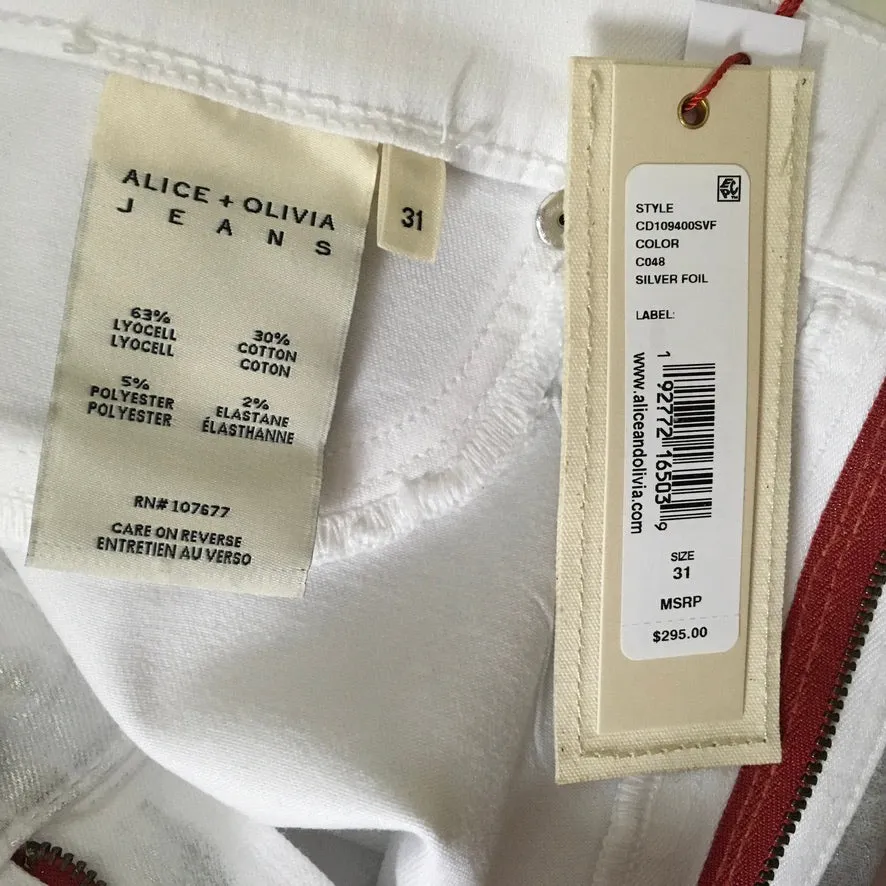 ALICE + OLIVIA
JEANS
31
63%
LYOCELL
LYOCELL
30%
COTTON
COTON
5%
POLYESTER
POLYESTER
2%
ELASTANE
ÉLASTHANNE
RN# 107677
CARE ON REVERSE
ENTRETIEN AU VERSO
STYLE
CD109400SVF
COLOR
C048
SILVER FOIL
LABEL:
1 92772 16503 9
www.aliceandolivia.com
SIZE
31
MSRP
$295.00